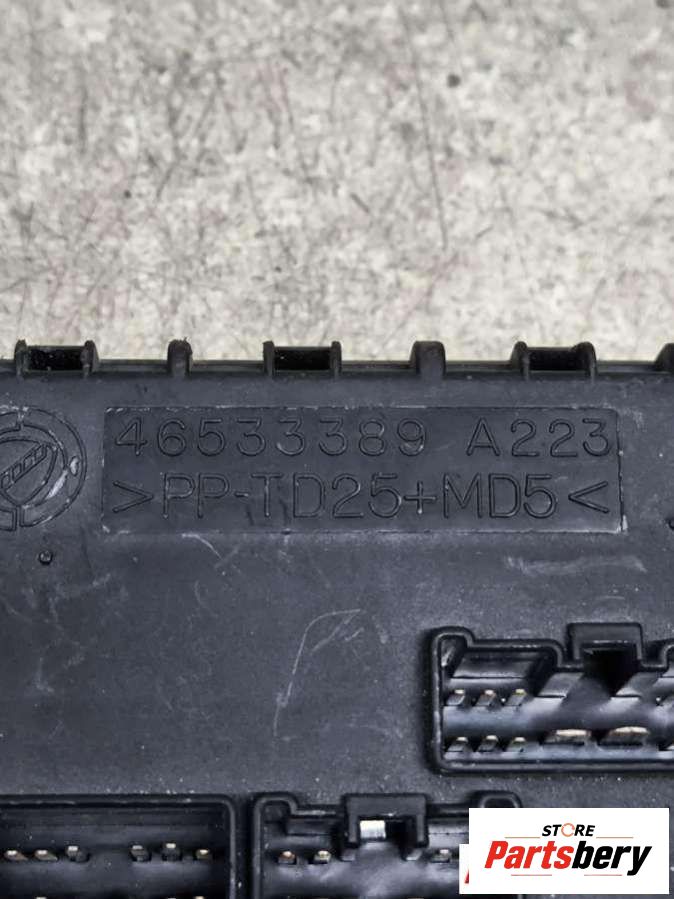 46533389 A223
>PP-TD25+MD5<
STORE
Partsbery